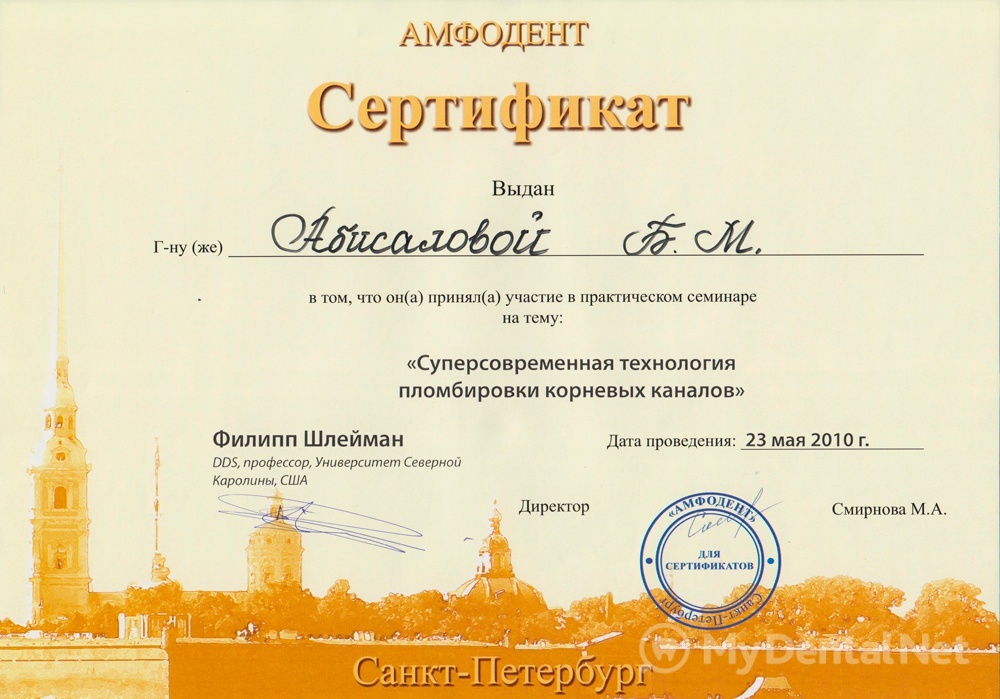 АМФОДЕНТ
Сертификат
Выдан
Г-ну (же) Абисаловой Б. М.
в том, что он(а) принял(а) участие в практическом семинаре
на тему:
«Суперсовременная технология
пломбировки корневых каналов»
Филипп Шлейман
DDS, профессор, Университет Северной
Каролины, США
Дата проведения: 23 мая 2010 г.
Директор
Смирнова М.А.
«АМФОДЕНТ»
ДЛЯ
СЕРТИФИКАТОВ
Санкт-Петербург
Санкт-Петербург
MyDentalNet